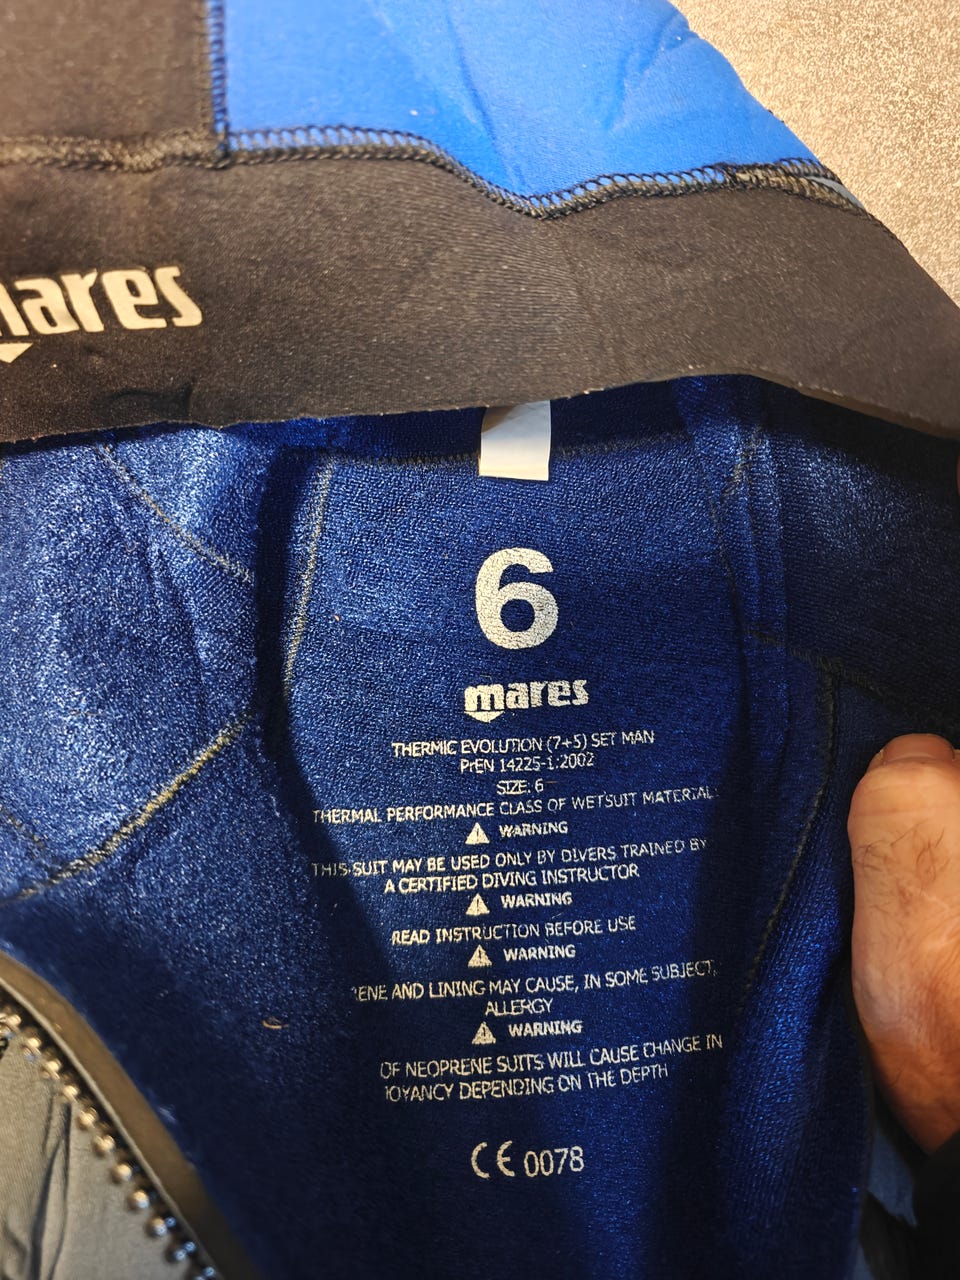 mares
6
mares
THERMIC EVOLUTION (7+5) SET MAN
PrEN 14225-1:2002
SIZE: 6
THERMAL PERFORMANCE CLASS OF WETSUIT MATERIAL:
WARNING
THIS SUIT MAY BE USED ONLY BY DIVERS TRAINED BY
A CERTIFIED DIVING INSTRUCTOR
WARNING
READ INSTRUCTION BEFORE USE
WARNING
AND LINING MAY CAUSE, IN SOME SUBJECT,
ALLERGY
WARNING
OF NEOPRENE SUITS WILL CAUSE CHANGE IN
DEPENDING ON THE DEPTH
CE 0078